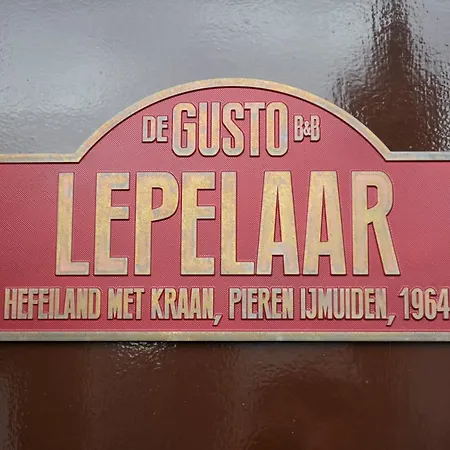 DE GUSTO B&B
LEPELAAR
HEFEILAND MET KRAAN, PIEREN IJMUIDEN, 1964